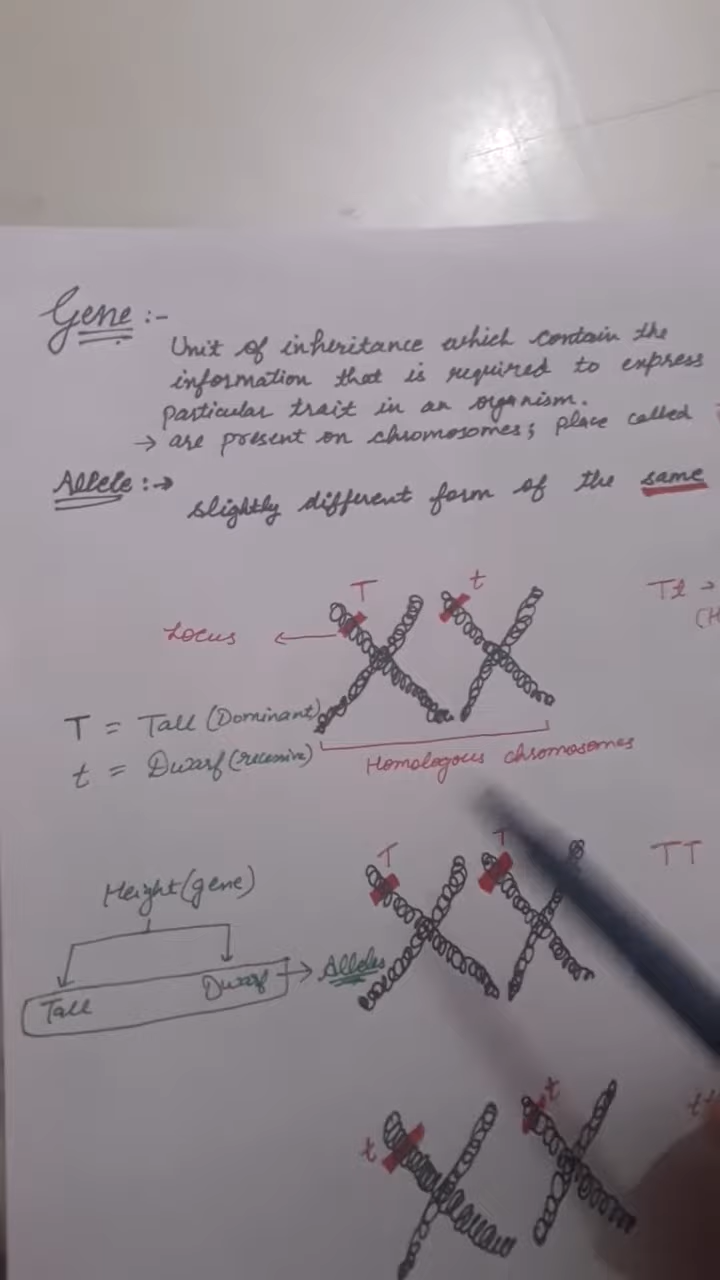 Gene :-
Unit of inheritance which contain the
information that is required to express
particular trait in an organism.
→ are present on chromosomes; place called
Allele :→
slightly different form of the same
T t
Tt →
(H
Locus ←
T = Tall (Dominant)
t = Dwarf (recessive)
Homologous chromosomes
T T
TT
Height (gene)
Tall Dwarf → Alleles
t t